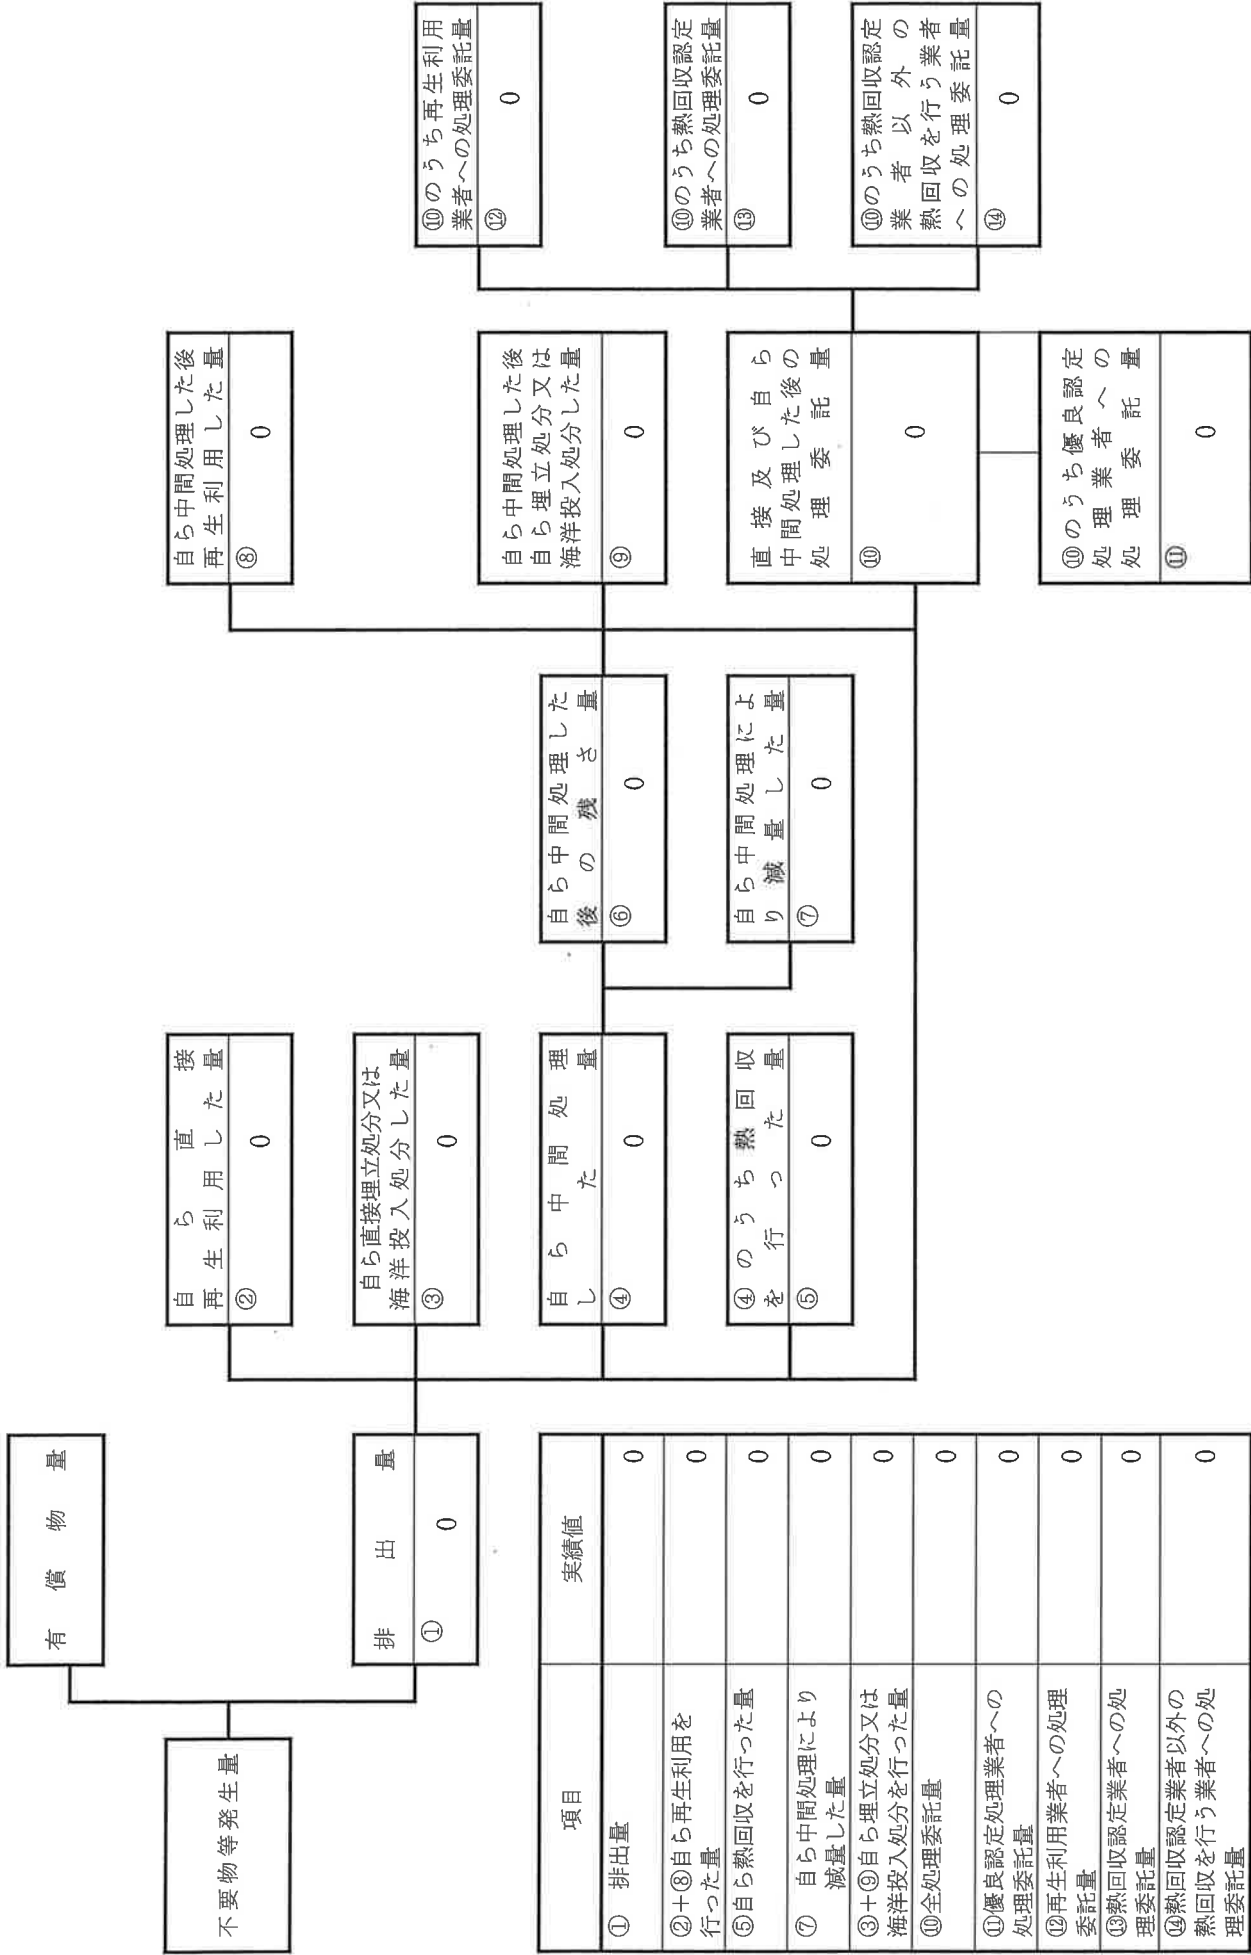 不要物等発生量
有償物量
排出量
①
0
自ら直接
再生利用した量
②
0
自ら直接埋立処分又は
海洋投入処分した量
③
0
自ら中間処理
した量
④
0
④のうち熱回収
を行った量
⑤
0
自ら中間処理した
後の残さ量
⑥
0
自ら中間処理によ
り減量した量
⑦
0
自ら中間処理した後
再生利用した量
⑧
0
自ら中間処理した後
自ら埋立処分又は
海洋投入処分した量
⑨
0
直接及び自ら
中間処理した後の
処理委託量
⑩
0
⑩のうち優良認定
処理業者への
処理委託量
⑪
0
⑩のうち再生利用
業者への処理委託量
⑫
0
⑩のうち熱回収認定
業者への処理委託量
⑬
0
⑩のうち熱回収認定
業者以外の
熱回収を行う業者
への処理委託量
⑭
0
項目 実績値
① 排出量 0
②+⑧自ら再生利用を
行った量 0
⑤自ら熱回収を行った量 0
⑦ 自ら中間処理により
減量した量 0
③+⑨自ら埋立処分又は
海洋投入処分を行った量 0
⑩全処理委託量 0
⑪優良認定処理業者への
処理委託量 0
⑫再生利用業者への処理
委託量 0
⑬熱回収認定業者への処
理委託量 0
⑭熱回収認定業者以外の
熱回収を行う業者への処
理委託量 0